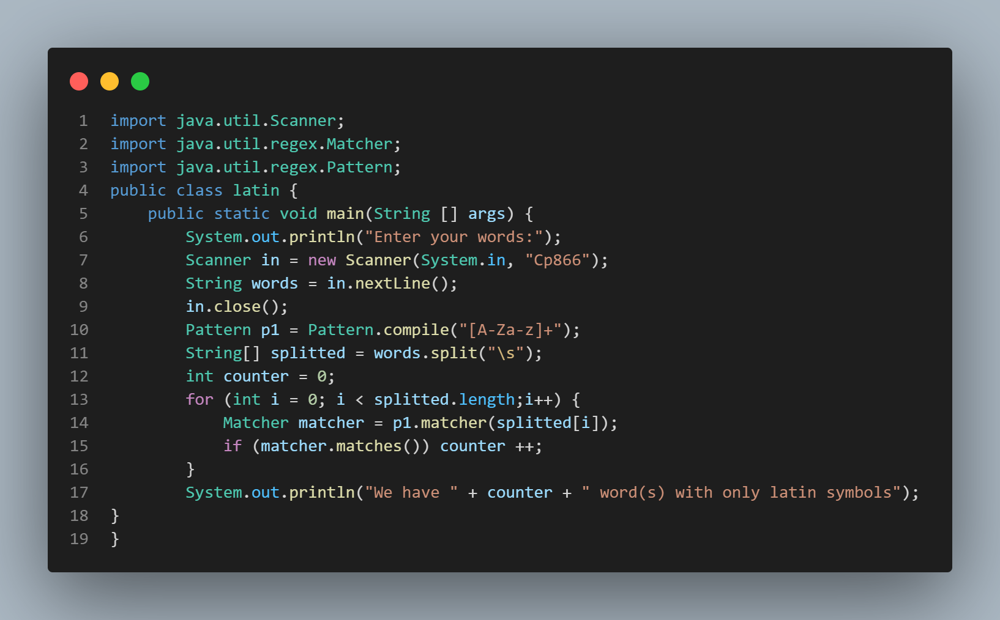 1 import java.util.Scanner;
2 import java.util.regex.Matcher;
3 import java.util.regex.Pattern;
4 public class latin {
5     public static void main(String [] args) {
6         System.out.println("Enter your words:");
7         Scanner in = new Scanner(System.in, "Cp866");
8         String words = in.nextLine();
9         in.close();
10         Pattern p1 = Pattern.compile("[A-Za-z]+");
11         String[] splitted = words.split("\s");
12         int counter = 0;
13         for (int i = 0; i < splitted.length;i++) {
14             Matcher matcher = p1.matcher(splitted[i]);
15             if (matcher.matches()) counter ++;
16         }
17         System.out.println("We have " + counter + " word(s) with only latin symbols");
18 }
19 }